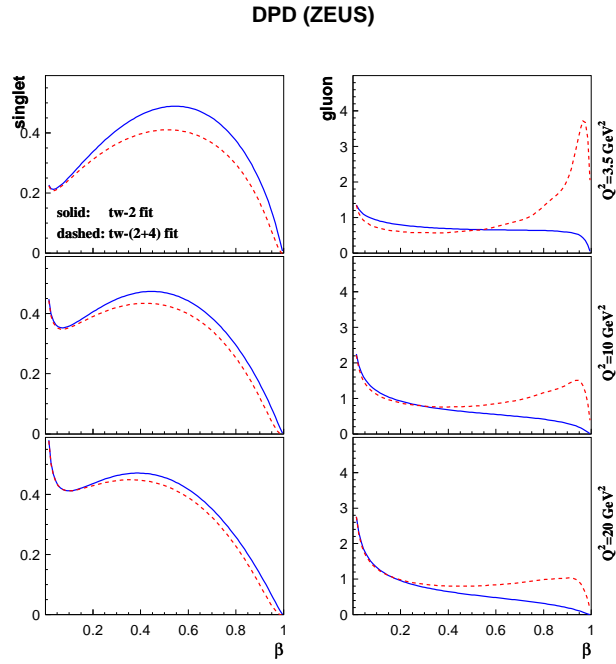 DPD (ZEUS)
singlet
gluon
0.4
0.2
0
solid: tw-2 fit
dashed: tw-(2+4) fit
4
3
2
1
0
Q²=3.5 GeV²
0.4
0.2
0
4
3
2
1
0
Q²=10 GeV²
0.4
0.2
0
0.2 0.4 0.6 0.8 1
β
4
3
2
1
0
0.2 0.4 0.6 0.8 1
β
Q²=20 GeV²